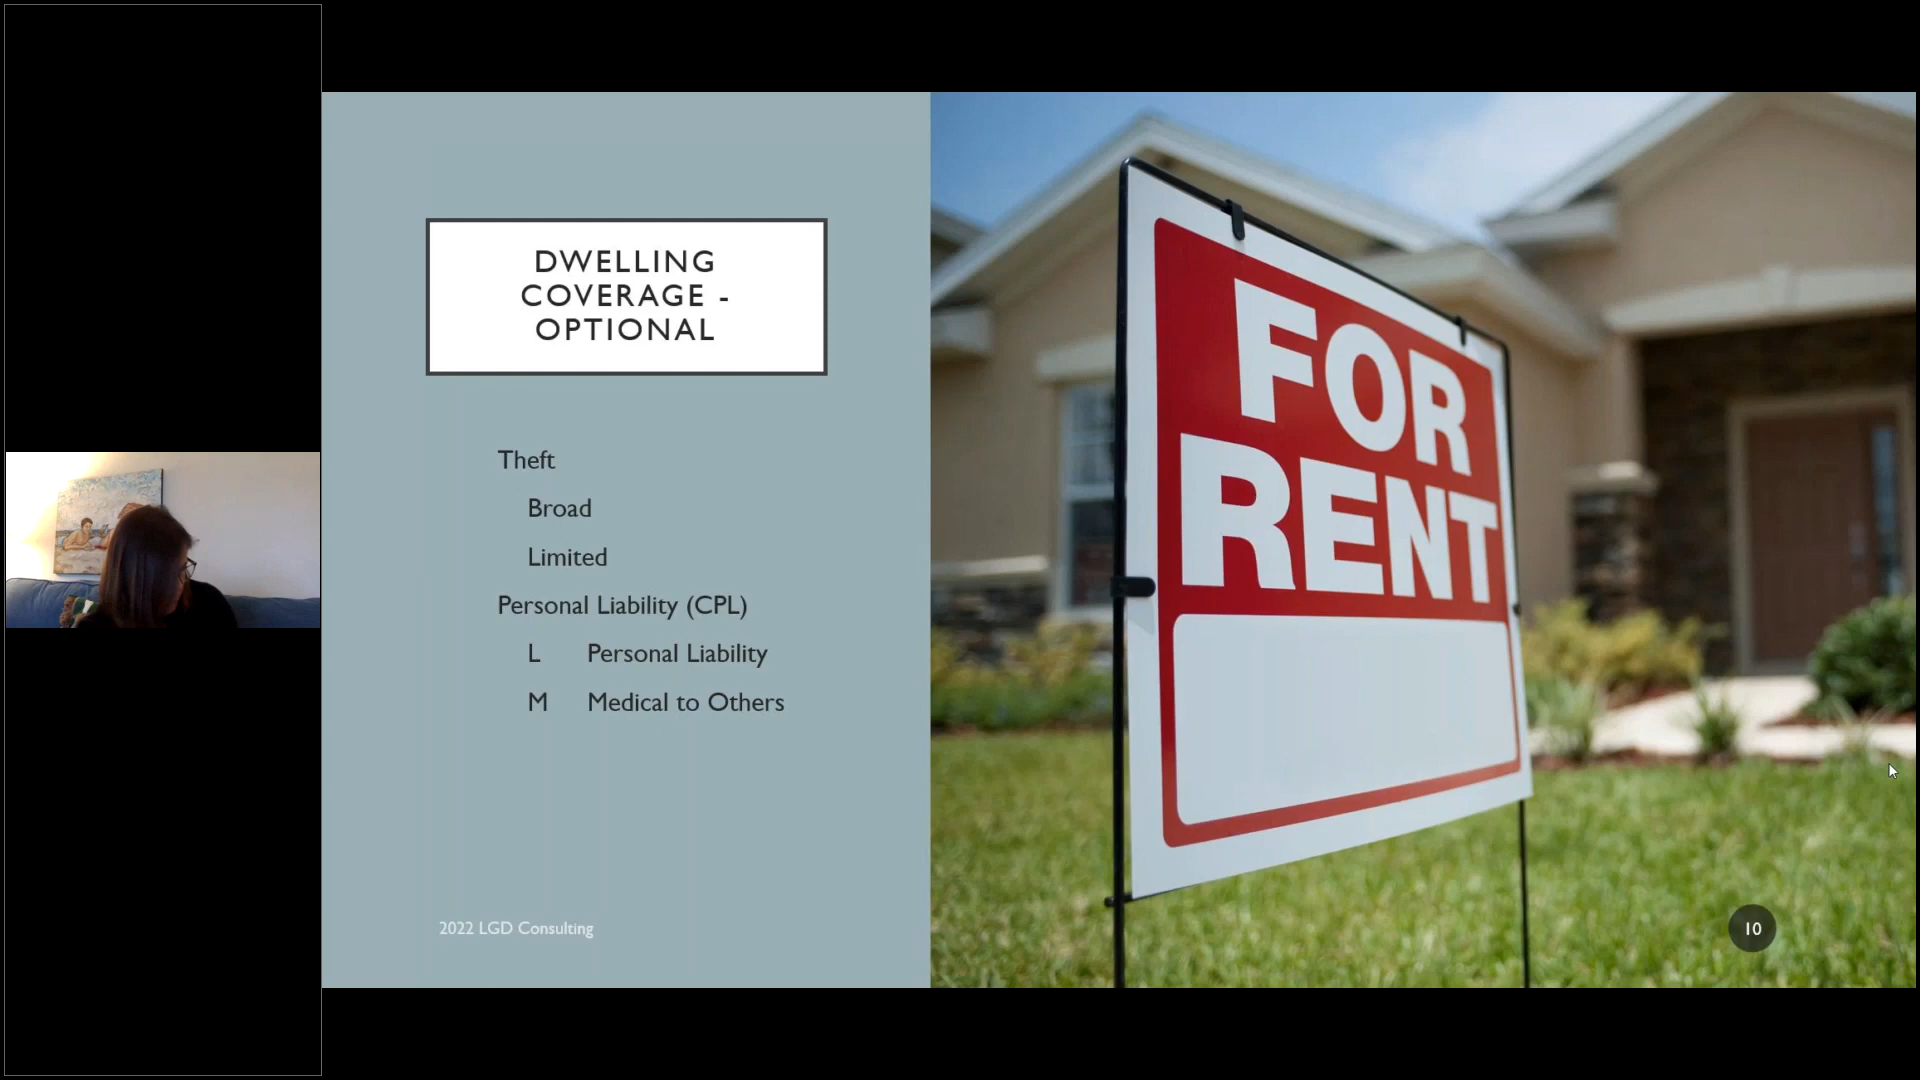 DWELLING
COVERAGE -
OPTIONAL
Theft
Broad
Limited
Personal Liability (CPL)
L Personal Liability
M Medical to Others
2022 LGD Consulting
FOR
RENT
10